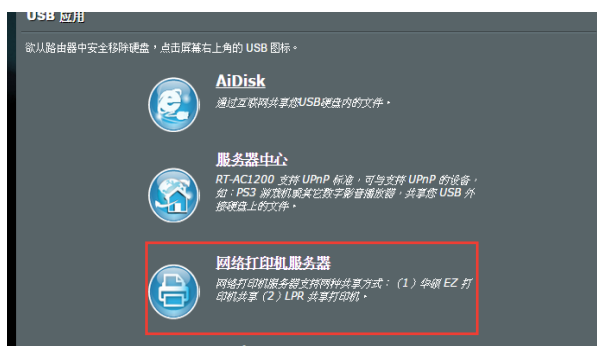 USB 应用
欲从路由器中安全移除硬盘，点击屏幕右上角的 USB 图标。
AiDisk
通过互联网共享您USB硬盘内的文件。
服务器中心
RT-AC1200 支持 UPnP 标准，可与支持 UPnP 的设备，
如：PS3 游戏机或其它数字影音播放器，共享您 USB 外
接硬盘上的文件。
网络打印机服务器
网络打印机服务器支持两种共享方式：（1）华硕 EZ 打
印机共享（2）LPR 共享打印机。